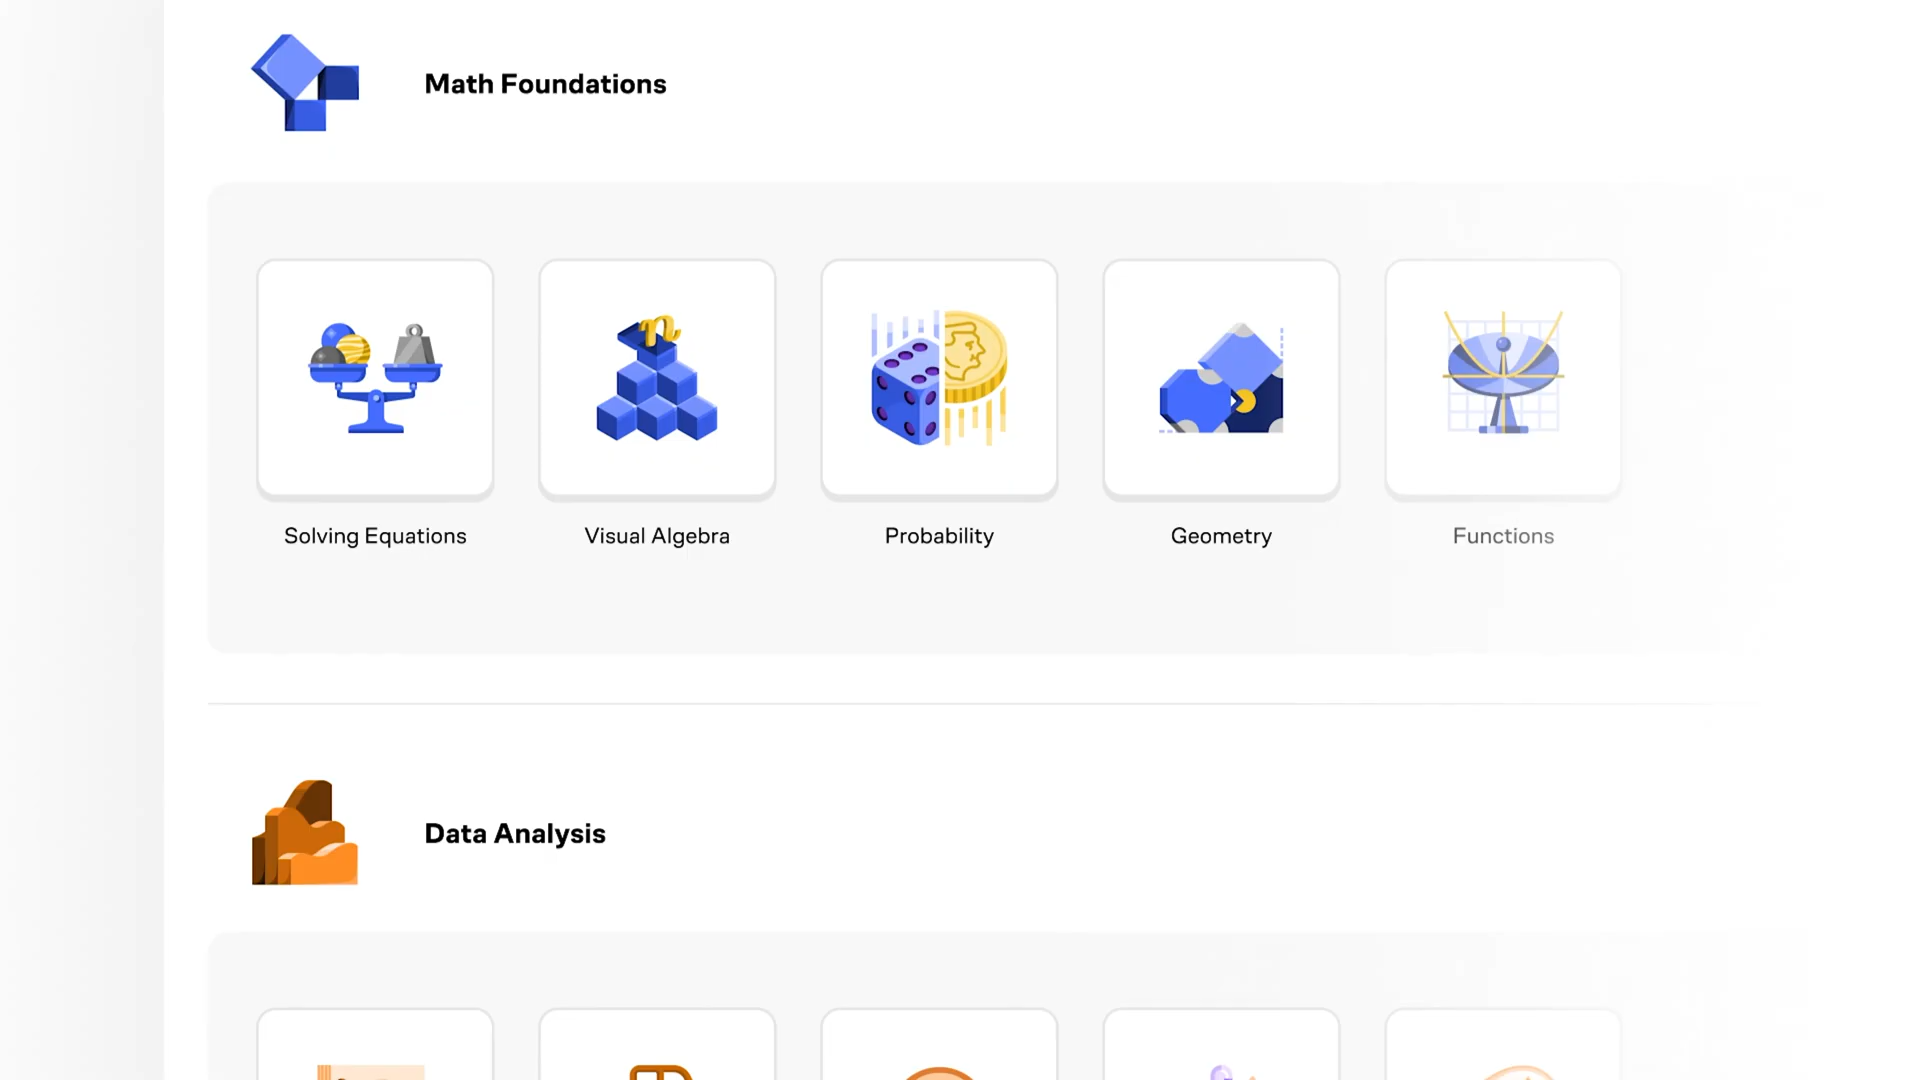 Math Foundations
Solving Equations
Visual Algebra
Probability
Geometry
Functions
Data Analysis